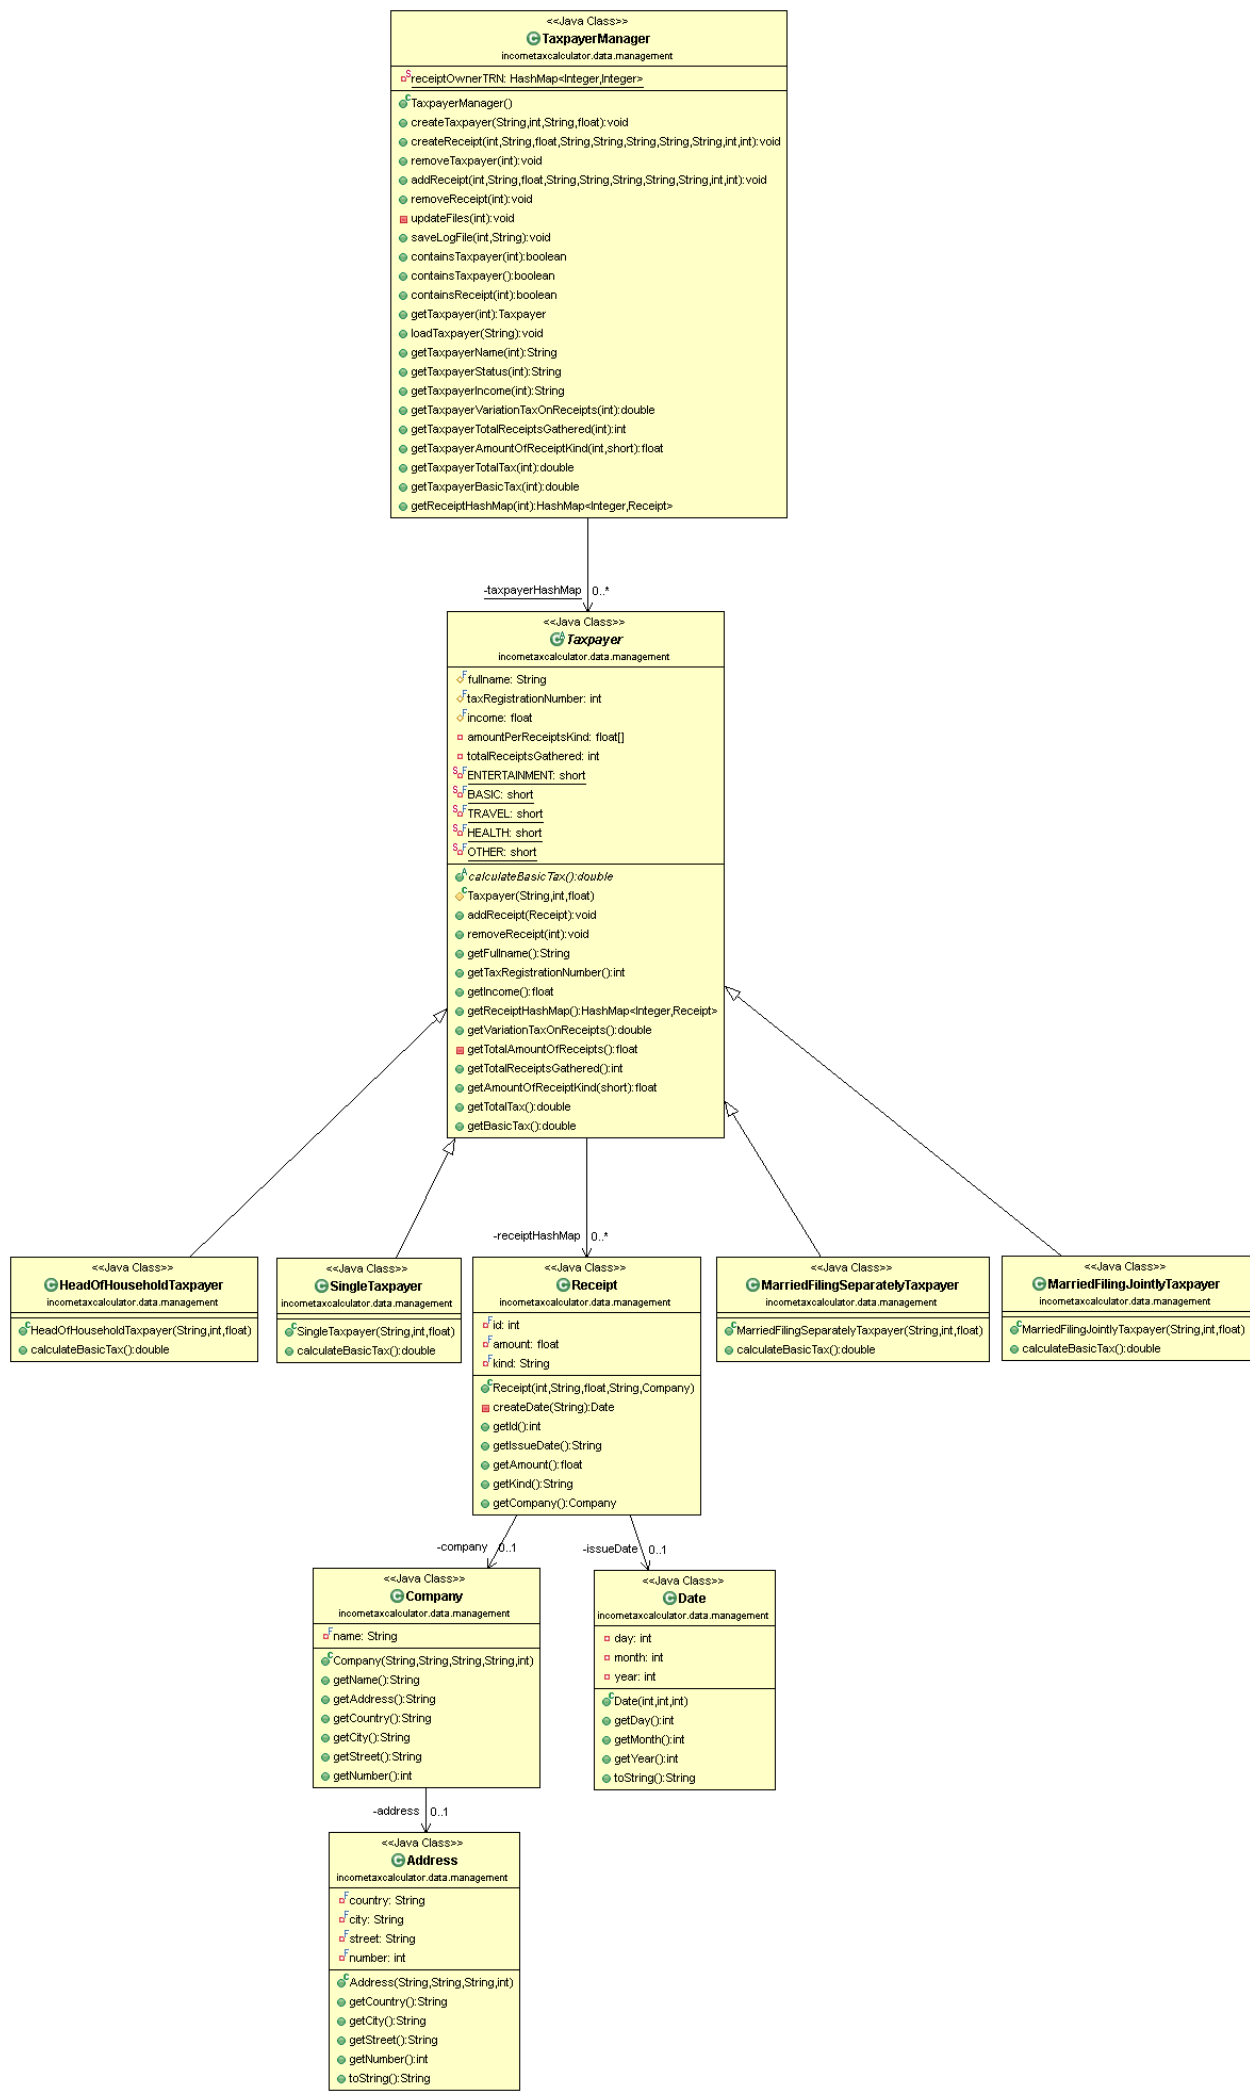 <<Java Class>>
TaxpayerManager
incometaxcalculator.data.management
receiptOwnerTRN: HashMap<Integer,Integer>
TaxpayerManager()
createTaxpayer(String,int,String,float):void
createReceipt(int,String,float,String,String,String,String,String,int,int):void
removeTaxpayer(int):void
addReceipt(int,String,float,String,String,String,String,String,int,int):void
removeReceipt(int):void
updateFiles(int):void
saveLogFile(int,String):void
containsTaxpayer(int):boolean
containsTaxpayer():boolean
containsReceipt(int):boolean
getTaxpayer(int):Taxpayer
loadTaxpayer(String):void
getTaxpayerName(int):String
getTaxpayerStatus(int):String
getTaxpayerIncome(int):String
getTaxpayerVariationTaxOnReceipts(int):double
getTaxpayerTotalReceiptsGathered(int):int
getTaxpayerAmountOfReceiptKind(int,short):float
getTaxpayerTotalTax(int):double
getTaxpayerBasicTax(int):double
getReceiptHashMap(int):HashMap<Integer,Receipt>
-taxpayerHashMap 0..*
<<Java Class>>
Taxpayer
incometaxcalculator.data.management
fullname: String
taxRegistrationNumber: int
income: float
amountPerReceiptsKind: float[]
totalReceiptsGathered: int
ENTERTAINMENT: short
BASIC: short
TRAVEL: short
HEALTH: short
OTHER: short
calculateBasicTax():double
Taxpayer(String,int,float)
addReceipt(Receipt):void
removeReceipt(int):void
getFullname():String
getTaxRegistrationNumber():int
getIncome():float
getReceiptHashMap():HashMap<Integer,Receipt>
getVariationTaxOnReceipts():double
getTotalAmountOfReceipts():float
getTotalReceiptsGathered():int
getAmountOfReceiptKind(short):float
getTotalTax():double
getBasicTax():double
-receiptHashMap 0..*
<<Java Class>>
HeadOfHouseholdTaxpayer
incometaxcalculator.data.management
HeadOfHouseholdTaxpayer(String,int,float)
calculateBasicTax():double
<<Java Class>>
SingleTaxpayer
incometaxcalculator.data.management
SingleTaxpayer(String,int,float)
calculateBasicTax():double
<<Java Class>>
Receipt
incometaxcalculator.data.management
id: int
amount: float
kind: String
Receipt(int,String,float,String,Company)
createDate(String):Date
getId():int
getIssueDate():String
getAmount():float
getKind():String
getCompany():Company
<<Java Class>>
MarriedFilingSeparatelyTaxpayer
incometaxcalculator.data.management
MarriedFilingSeparatelyTaxpayer(String,int,float)
calculateBasicTax():double
<<Java Class>>
MarriedFilingJointlyTaxpayer
incometaxcalculator.data.management
MarriedFilingJointlyTaxpayer(String,int,float)
calculateBasicTax():double
-company 0..1
-issueDate 0..1
<<Java Class>>
Company
incometaxcalculator.data.management
name: String
Company(String,String,String,String,int)
getName():String
getAddress():String
getCountry():String
getCity():String
getStreet():String
getNumber():int
<<Java Class>>
Date
incometaxcalculator.data.management
day: int
month: int
year: int
Date(int,int,int)
getDay():int
getMonth():int
getYear():int
toString():String
-address 0..1
<<Java Class>>
Address
incometaxcalculator.data.management
country: String
city: String
street: String
number: int
Address(String,String,String,int)
getCountry():String
getCity():String
getStreet():String
getNumber():int
toString():String